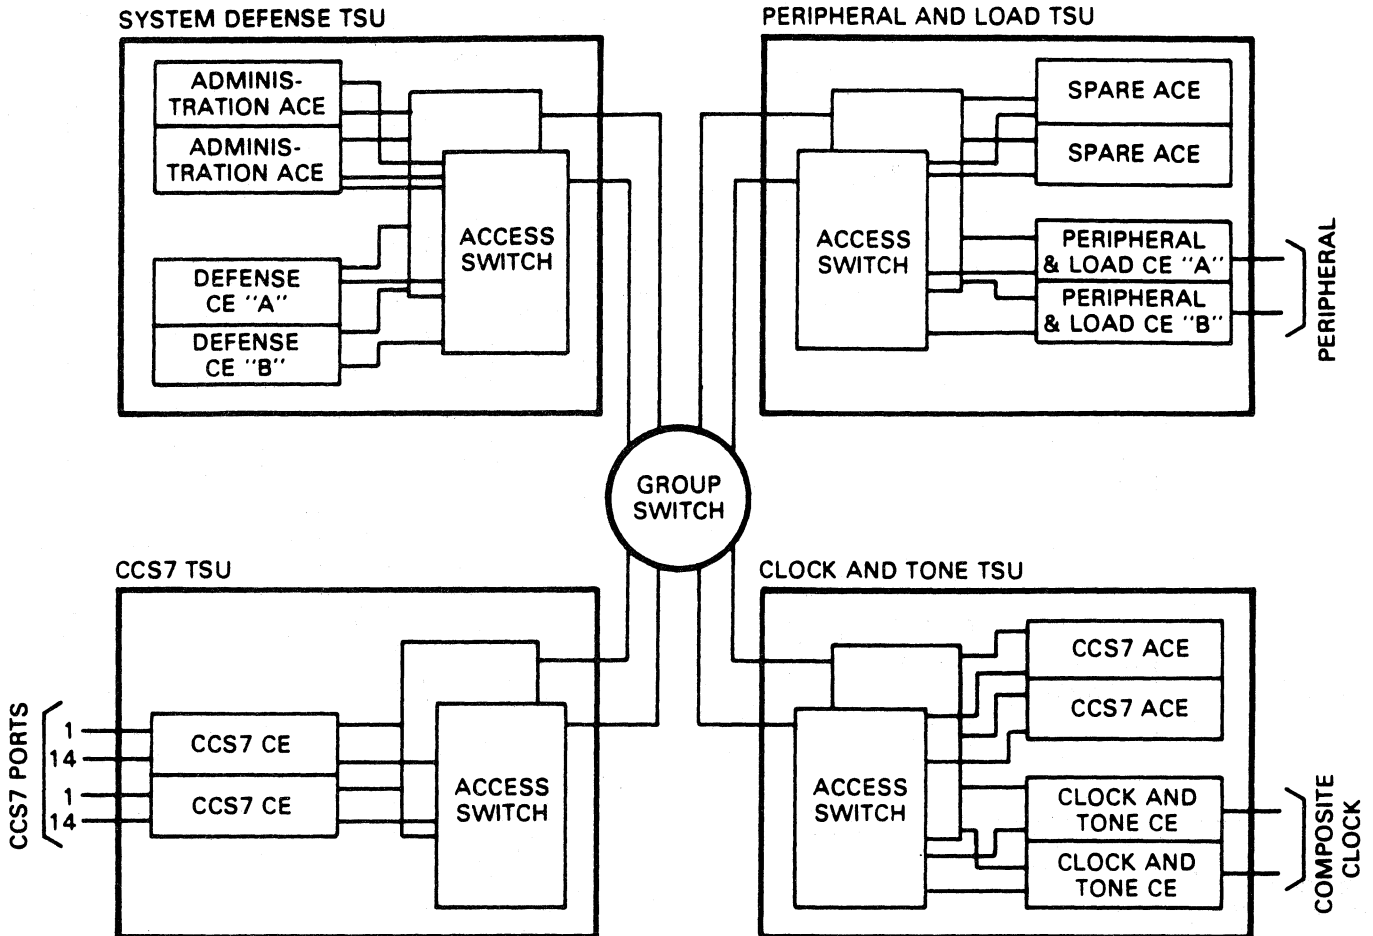 SYSTEM DEFENSE TSU
ADMINIS-
TRATION ACE
ADMINIS-
TRATION ACE
DEFENSE
CE "A"
DEFENSE
CE "B"
ACCESS
SWITCH
PERIPHERAL AND LOAD TSU
ACCESS
SWITCH
SPARE ACE
SPARE ACE
PERIPHERAL
& LOAD CE "A"
PERIPHERAL
& LOAD CE "B"
PERIPHERAL
GROUP
SWITCH
CCS7 TSU
CCS7 PORTS
1
14
1
14
CCS7 CE
CCS7 CE
ACCESS
SWITCH
CLOCK AND TONE TSU
ACCESS
SWITCH
CCS7 ACE
CCS7 ACE
CLOCK AND
TONE CE
CLOCK AND
TONE CE
COMPOSITE
CLOCK